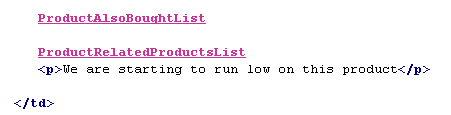 ProductAlsoBoughtList
ProductRelatedProductsList
<p>We are starting to run low on this product</p>
</td>